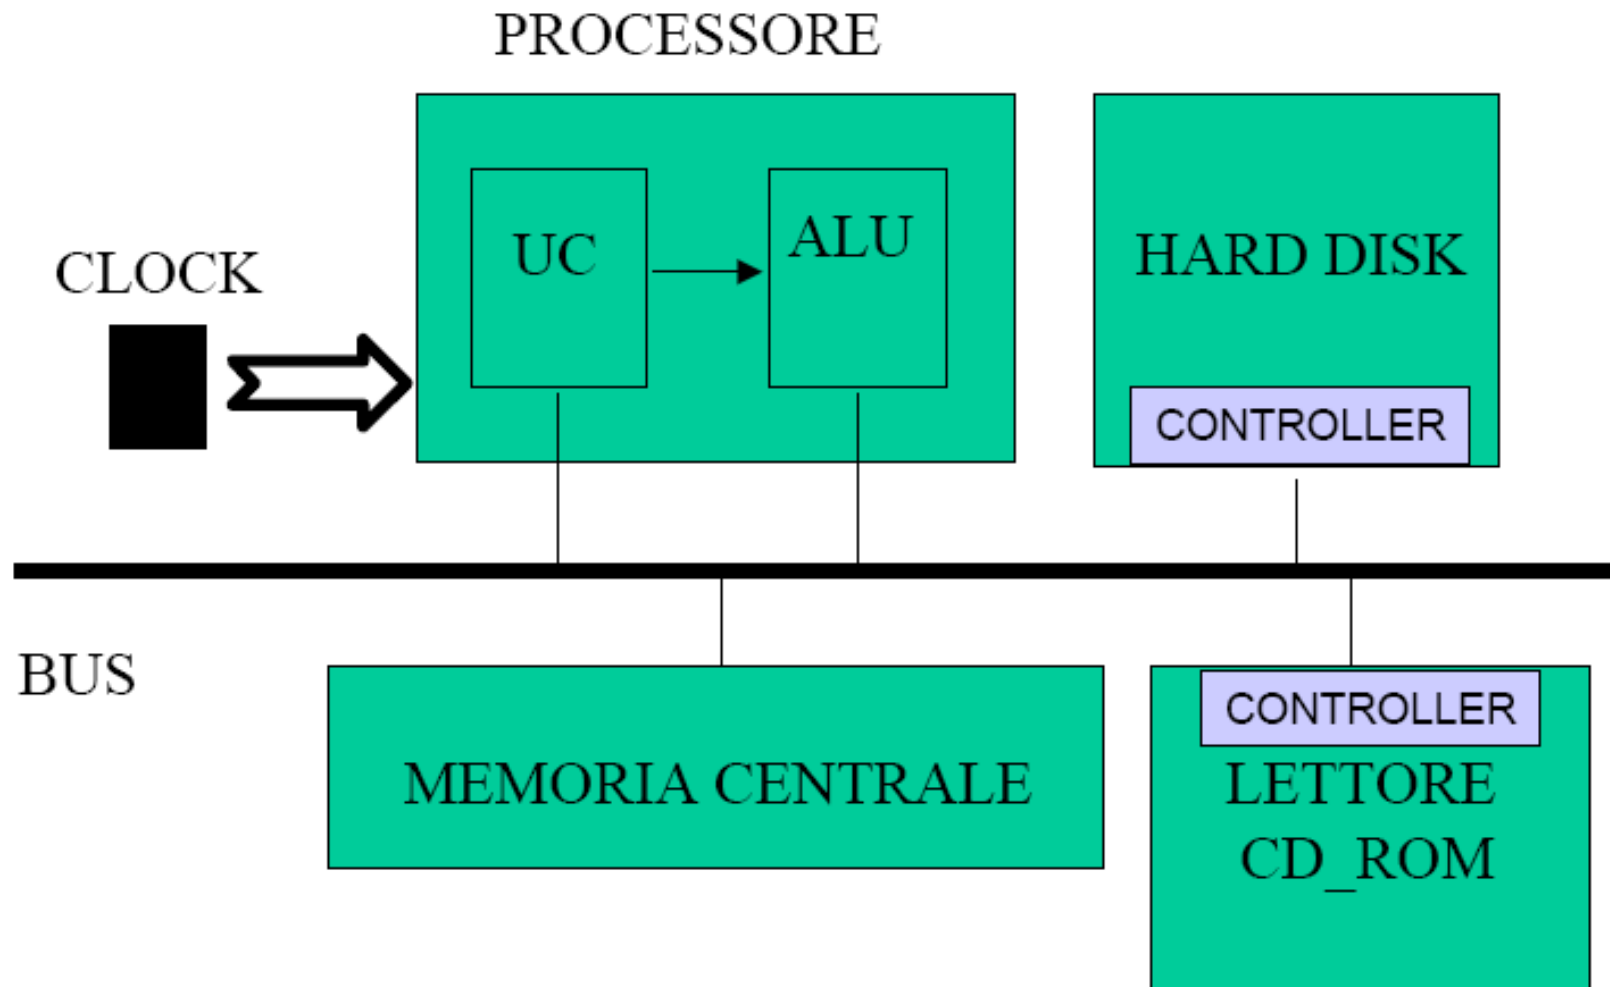 PROCESSORE
UC
ALU
HARD DISK
CLOCK
CONTROLLER
BUS
CONTROLLER
MEMORIA CENTRALE
LETTORE
CD_ROM